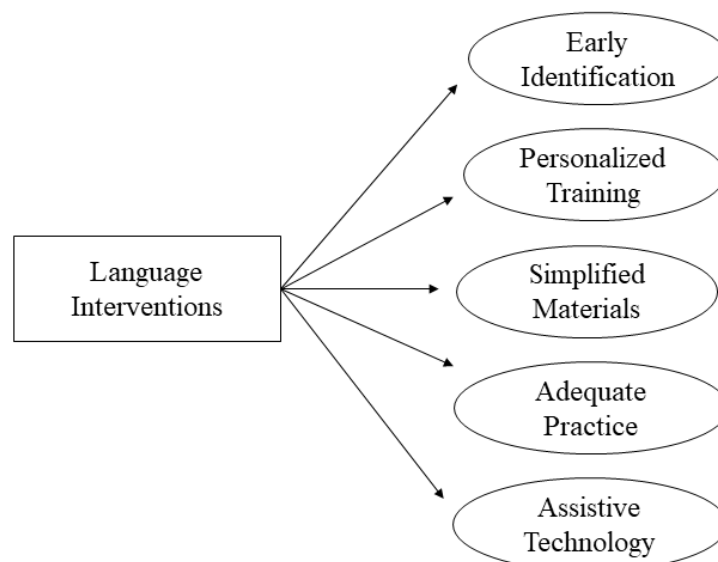 Early
Identification
Personalized
Training
Language
Interventions
Simplified
Materials
Adequate
Practice
Assistive
Technology